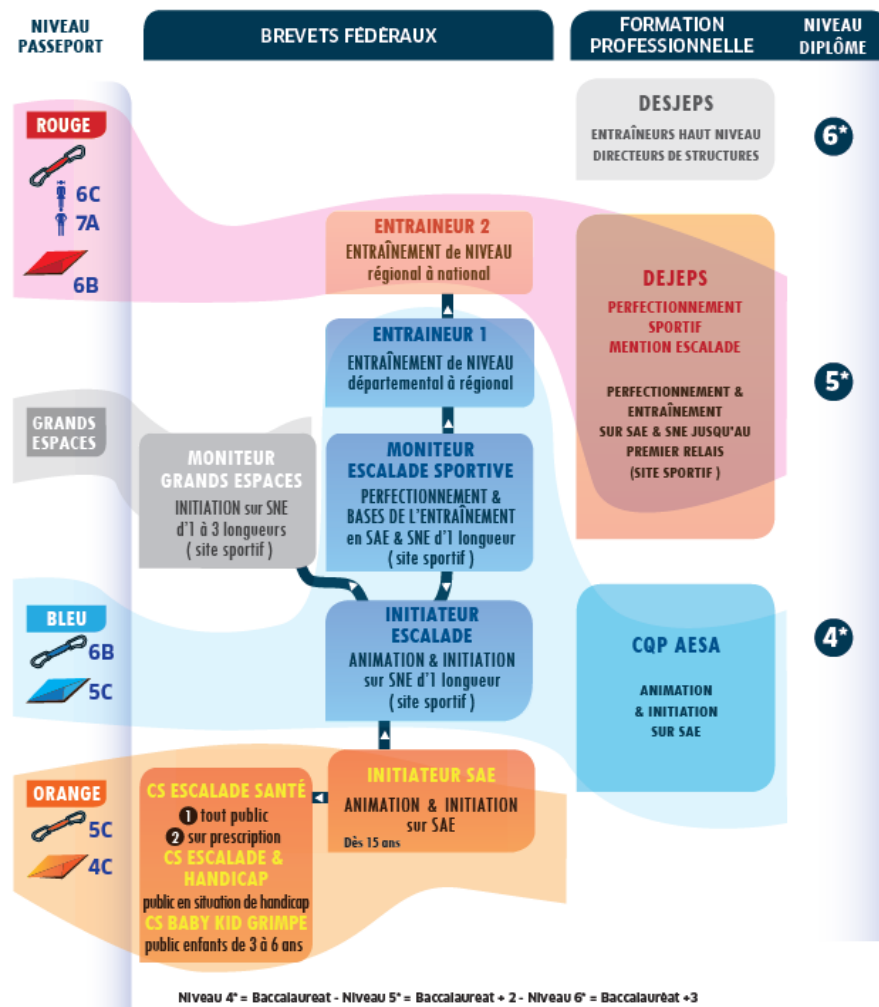 NIVEAU
PASSEPORT
BREVETS FÉDÉRAUX
FORMATION
PROFESSIONNELLE
NIVEAU
DIPLÔME
ROUGE
6C
7A
6B
DESJEPS
ENTRAÎNEURS HAUT NIVEAU
DIRECTEURS DE STRUCTURES
6*
ENTRAINEUR 2
ENTRAÎNEMENT de NIVEAU
régional à national
DEJEPS
PERFECTIONNEMENT
SPORTIF
MENTION ESCALADE
PERFECTIONNEMENT &
ENTRAÎNEMENT
SUR SAE & SNE JUSQU'AU
PREMIER RELAIS
(SITE SPORTIF )
5*
ENTRAINEUR 1
ENTRAÎNEMENT de NIVEAU
départemental à régional
GRANDS
ESPACES
MONITEUR
GRANDS ESPACES
INITIATION sur SNE
d'1 à 3 longueurs
( site sportif )
MONITEUR
ESCALADE SPORTIVE
PERFECTIONNEMENT &
BASES DE L'ENTRAÎNEMENT
en SAE & SNE d'1 longueur
( site sportif )
BLEU
6B
5C
INITIATEUR
ESCALADE
ANIMATION & INITIATION
sur SNE d'1 longueur
( site sportif )
CQP AESA
ANIMATION
& INITIATION
SUR SAE
4*
ORANGE
5C
4C
CS ESCALADE SANTÉ
1 tout public
2 sur prescription
CS ESCALADE &
HANDICAP
public en situation de handicap
CS BABY KID GRIMPE
public enfants de 3 à 6 ans
INITIATEUR SAE
ANIMATION & INITIATION
sur SAE
Dès 15 ans
Niveau 4* = Baccalaureat - Niveau 5* = Baccalaureat + 2 - Niveau 6* = Baccalauréat +3